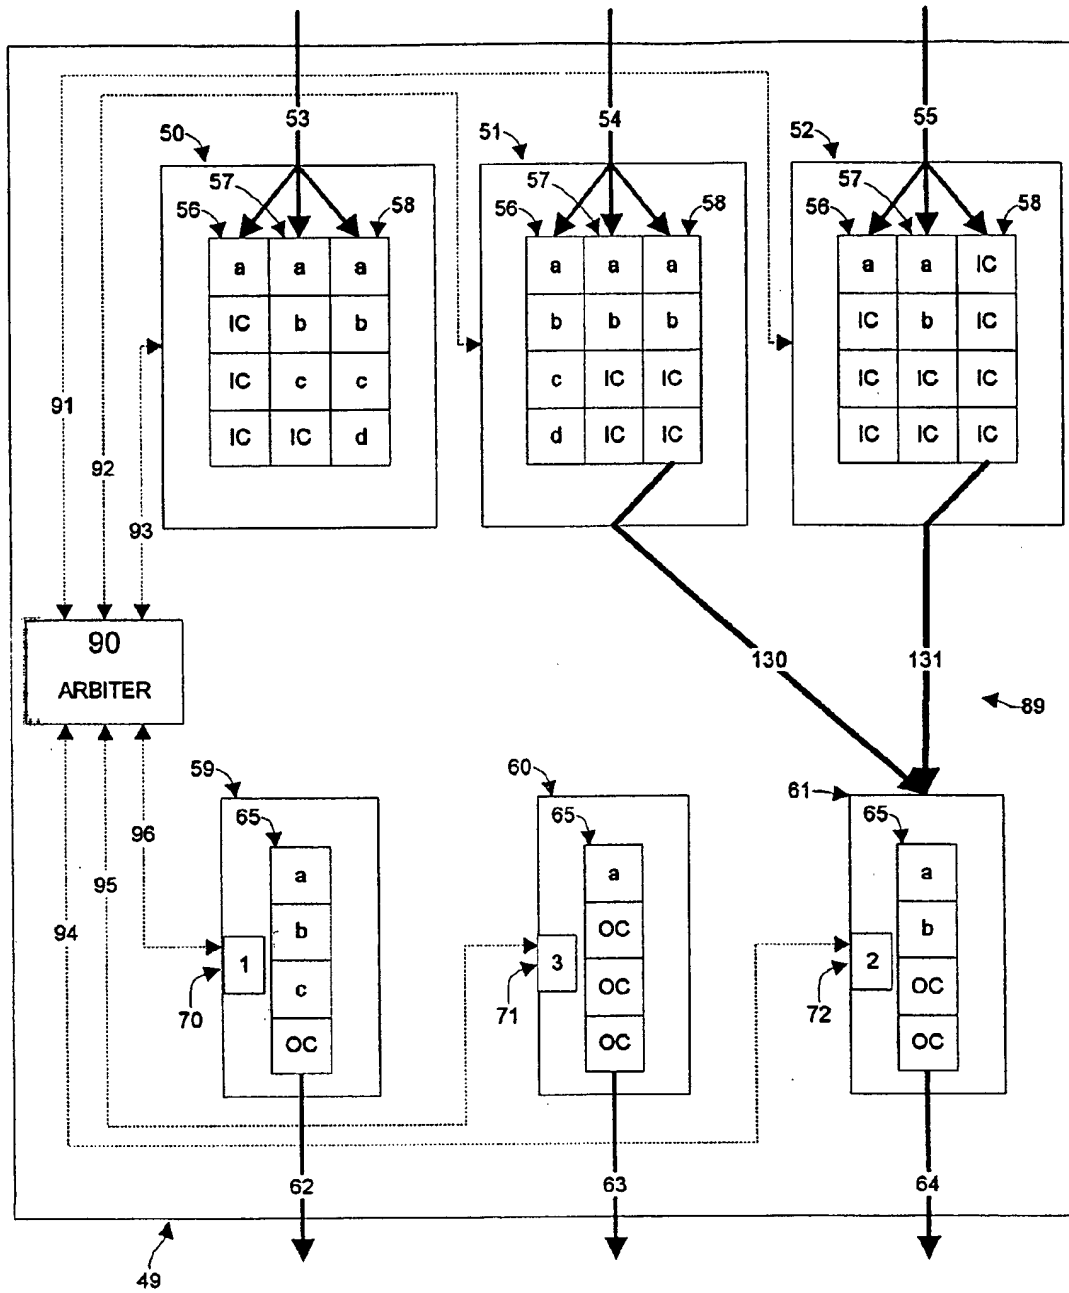 53 54 55
50 51 52
57 57 57
56 58 56 58 56 58
a a a a a a a a IC
IC b b b b b IC b IC
IC c c c IC IC IC IC IC
IC IC d d IC IC IC IC IC
91
92
93
90
ARBITER
130 131
89
59 60 61
65 65 65
96
95
94
a a a
b OC b
c OC OC
OC OC OC
1 3 2
70 71 72
62 63 64
49